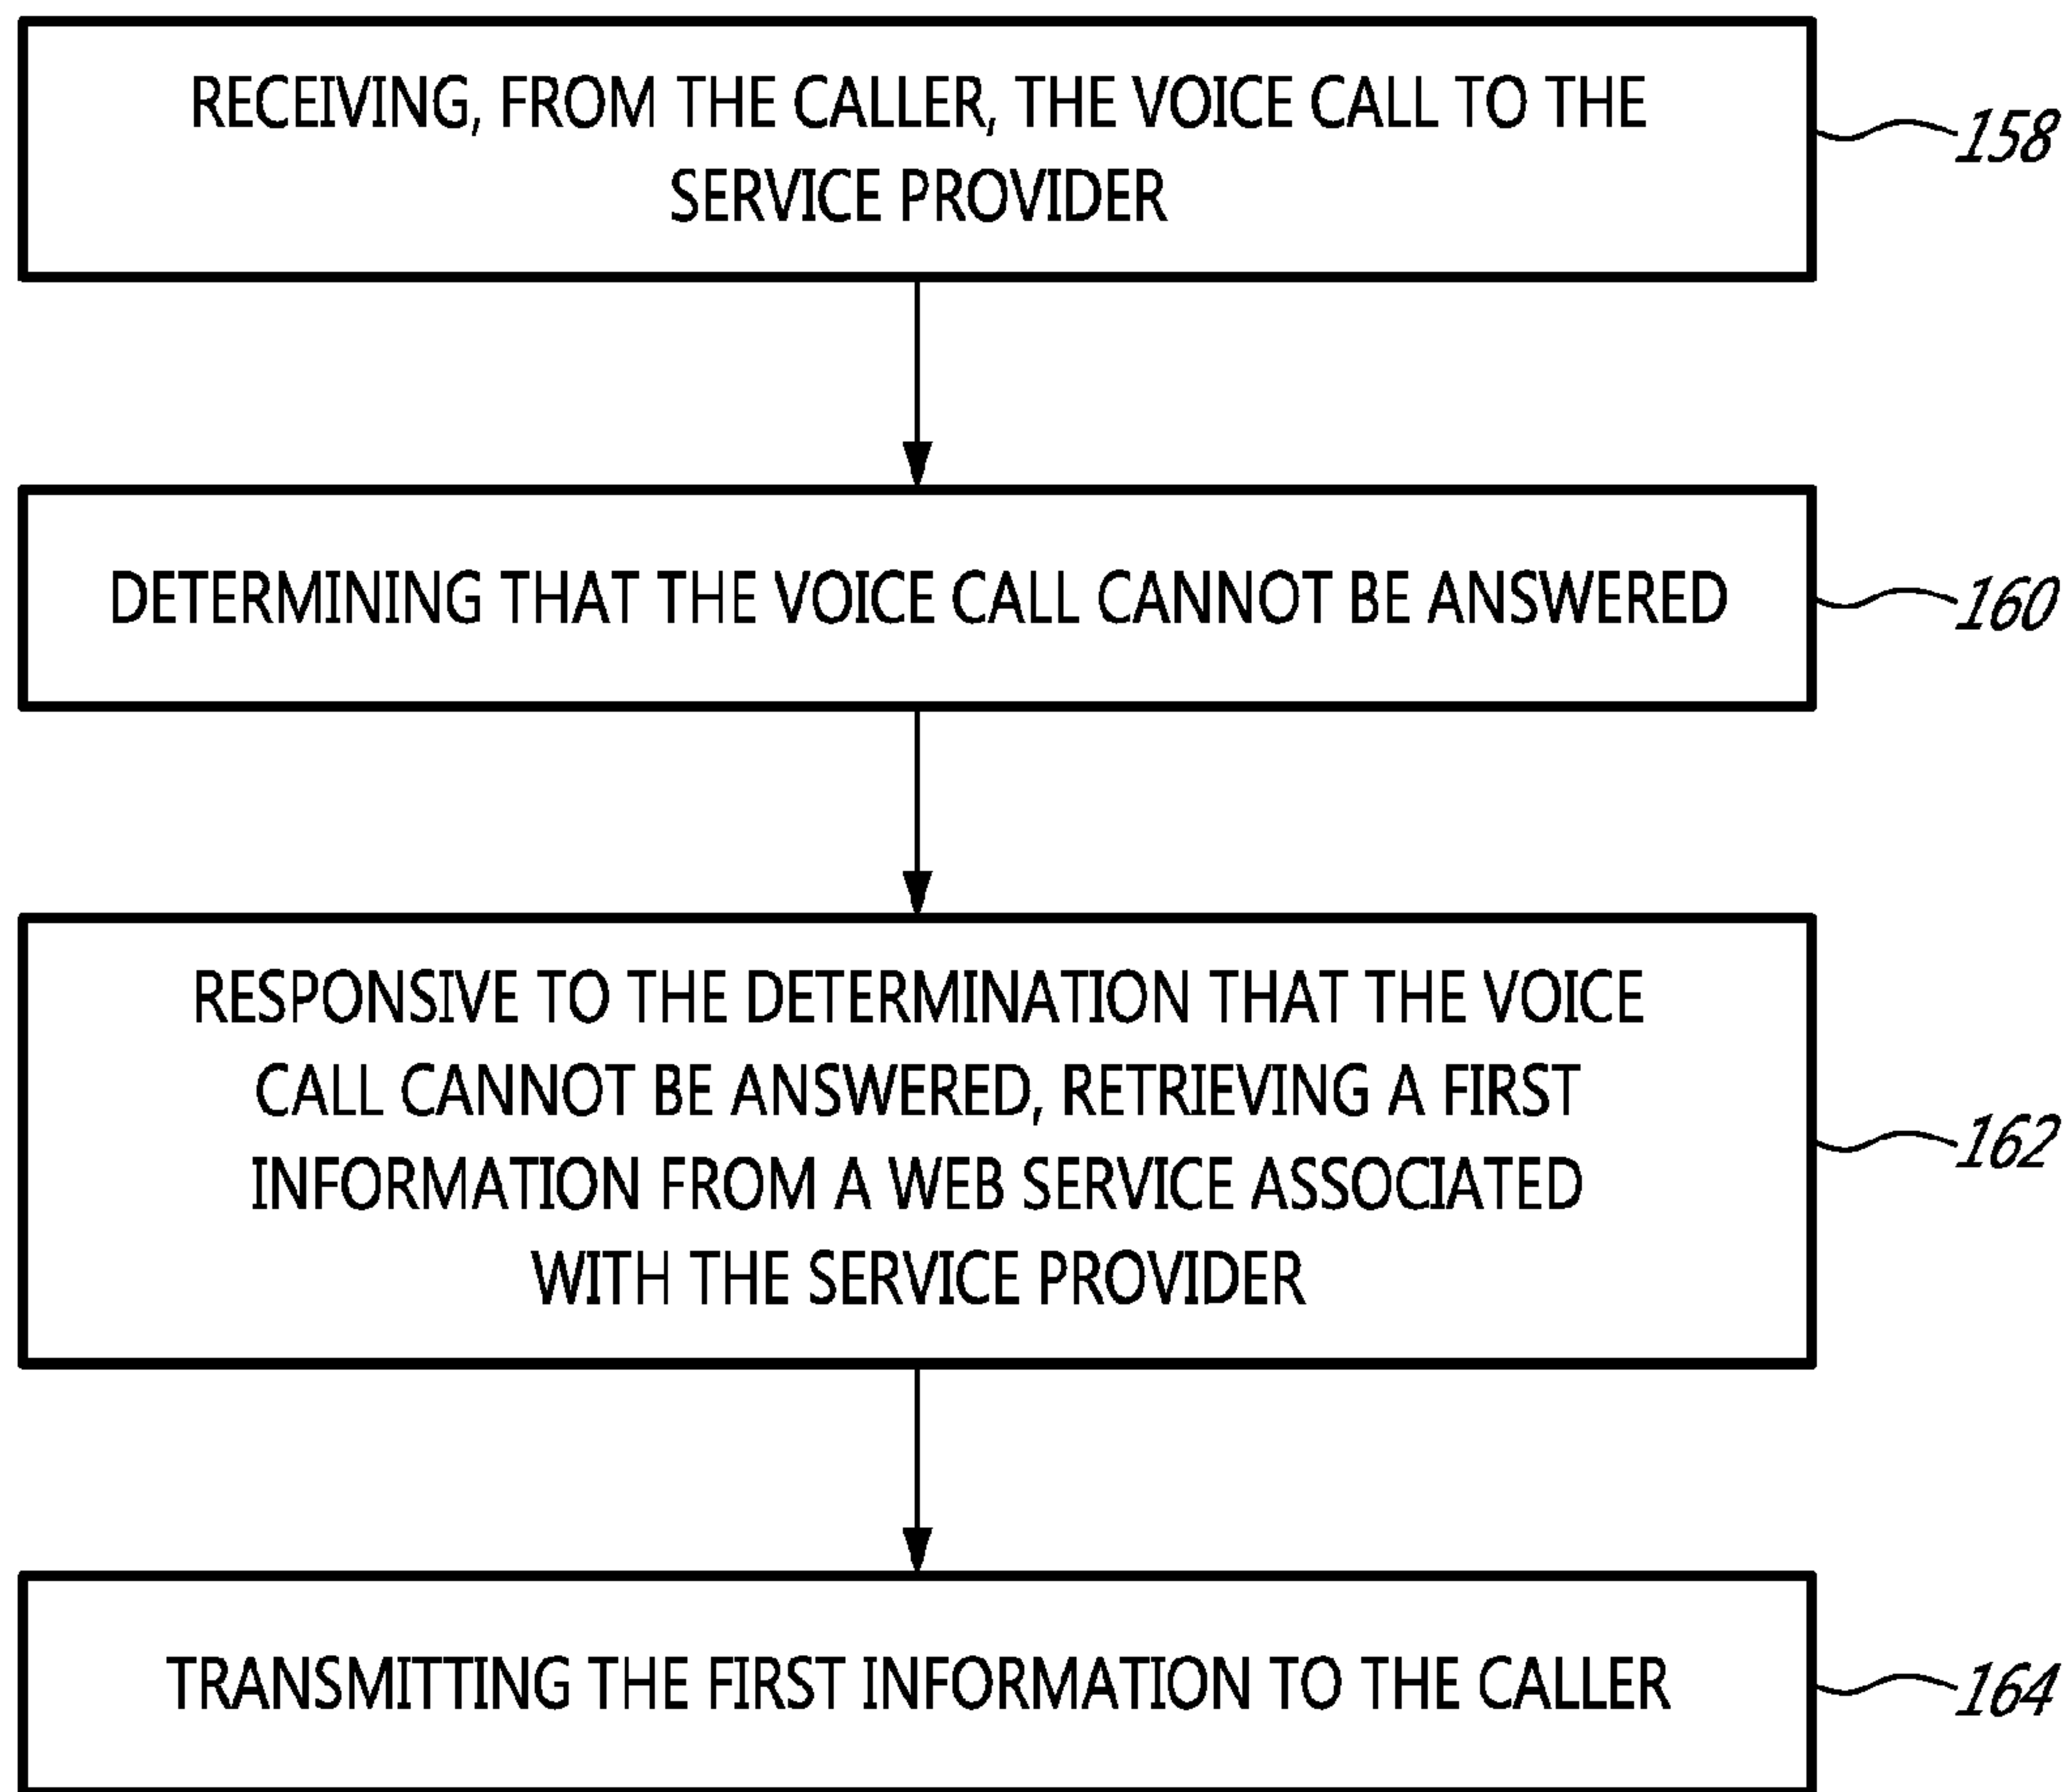 RECEIVING, FROM THE CALLER, THE VOICE CALL TO THE
SERVICE PROVIDER
158
DETERMINING THAT THE VOICE CALL CANNOT BE ANSWERED
160
RESPONSIVE TO THE DETERMINATION THAT THE VOICE
CALL CANNOT BE ANSWERED, RETRIEVING A FIRST
INFORMATION FROM A WEB SERVICE ASSOCIATED
WITH THE SERVICE PROVIDER
162
TRANSMITTING THE FIRST INFORMATION TO THE CALLER
164